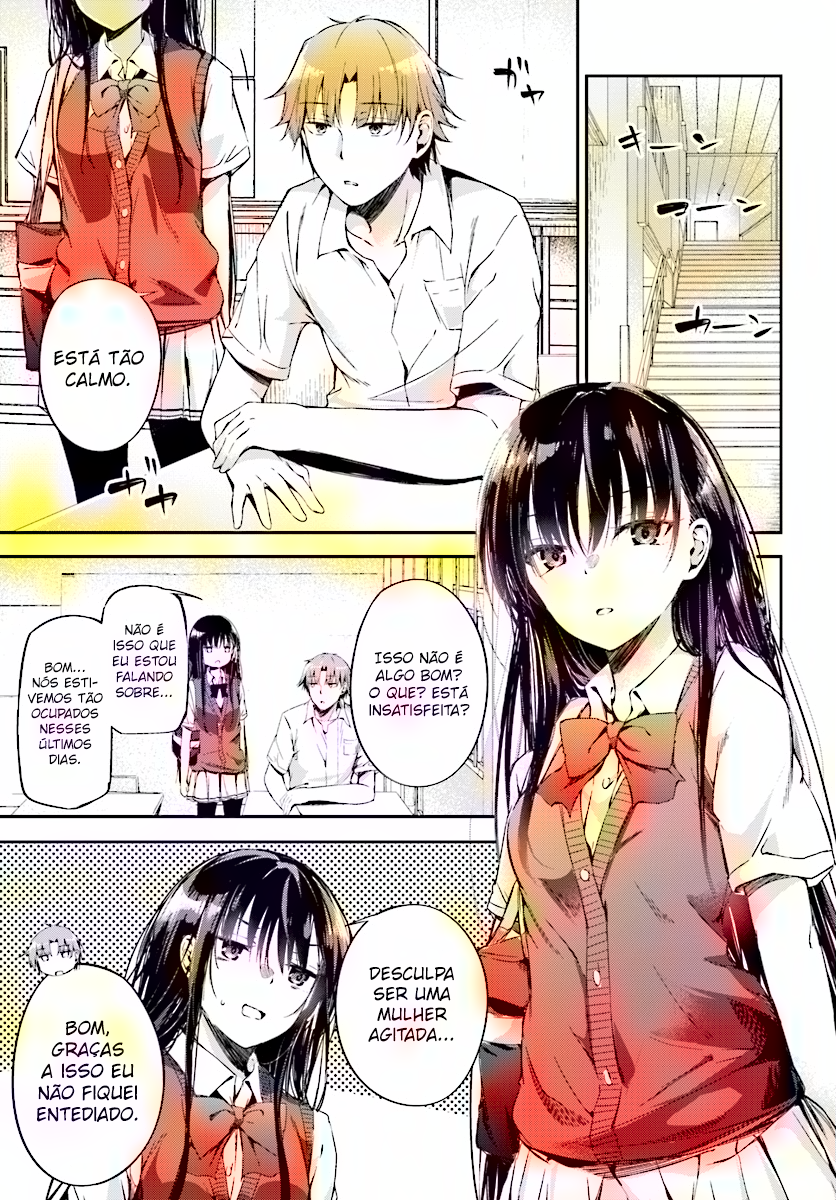 キーン
カーン
カーン
ガヤ
ガヤ
ESTÁ TÃO
CALMO.
ISSO NÃO É
ALGO BOM?
O QUE? ESTÁ
INSATISFEITA?
NÃO É
ISSO QUE
EU ESTOU
FALANDO
SOBRE...
BOM...
NÓS ESTI-
VEMOS TÃO
OCUPADOS
NESSES
ÚLTIMOS
DIAS.
DESCULPA
SER UMA
MULHER
AGITADA...
BOM,
GRAÇAS
A ISSO EU
NÃO FIQUEI
ENTEDIADO.